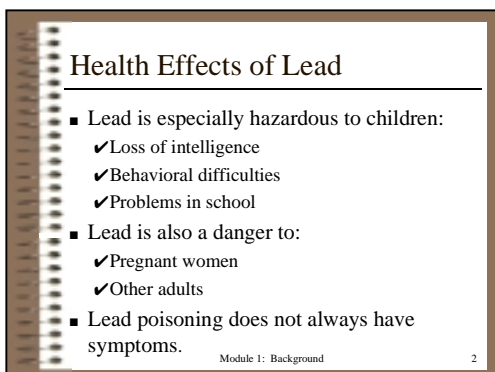 Health Effects of Lead
■ Lead is especially hazardous to children:
✔Loss of intelligence
✔Behavioral difficulties
✔Problems in school
■ Lead is also a danger to:
✔Pregnant women
✔Other adults
■ Lead poisoning does not always have
symptoms.
Module 1: Background 2